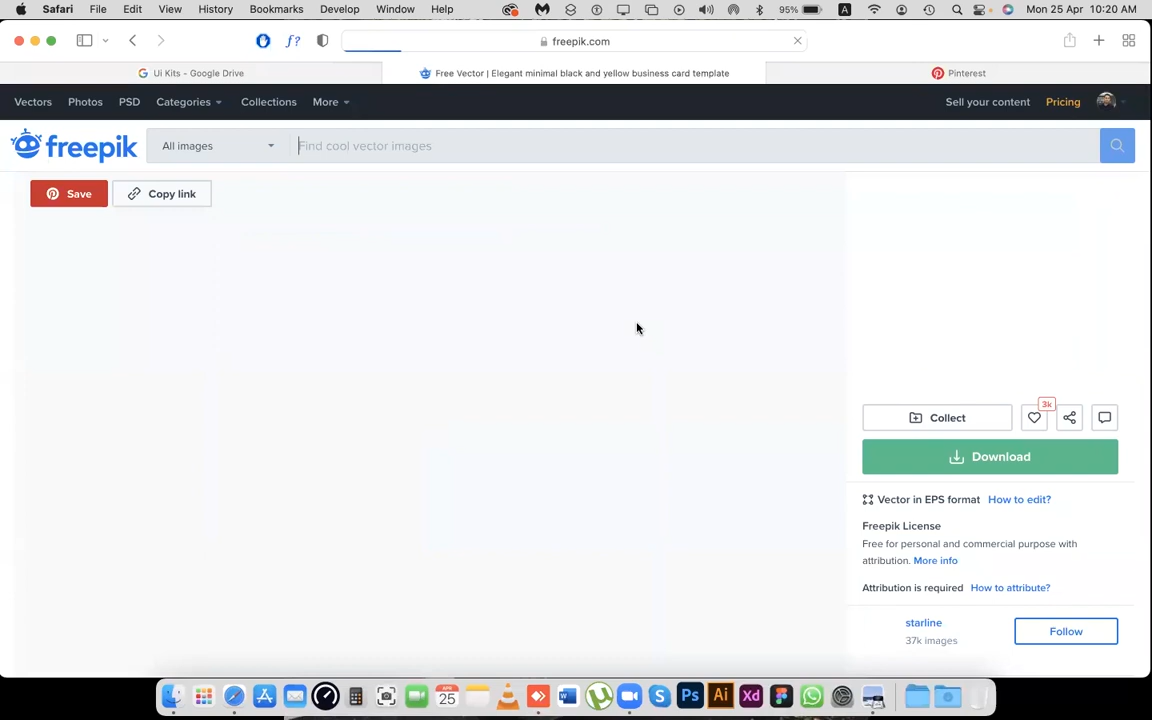 Safari File Edit View History Bookmarks Develop Window Help 95% A Mon 25 Apr 10:20 AM
f? freepik.com
Ui Kits - Google Drive Free Vector | Elegant minimal black and yellow business card template Pinterest
Vectors Photos PSD Categories Collections More Sell your content Pricing
freepik All images Find cool vector images
Save Copy link
3k
Collect
Download
Vector in EPS format How to edit?
Freepik License
Free for personal and commercial purpose with
attribution. More info
Attribution is required How to attribute?
starline
37k images
Follow
APR
25 Ps Ai Xd